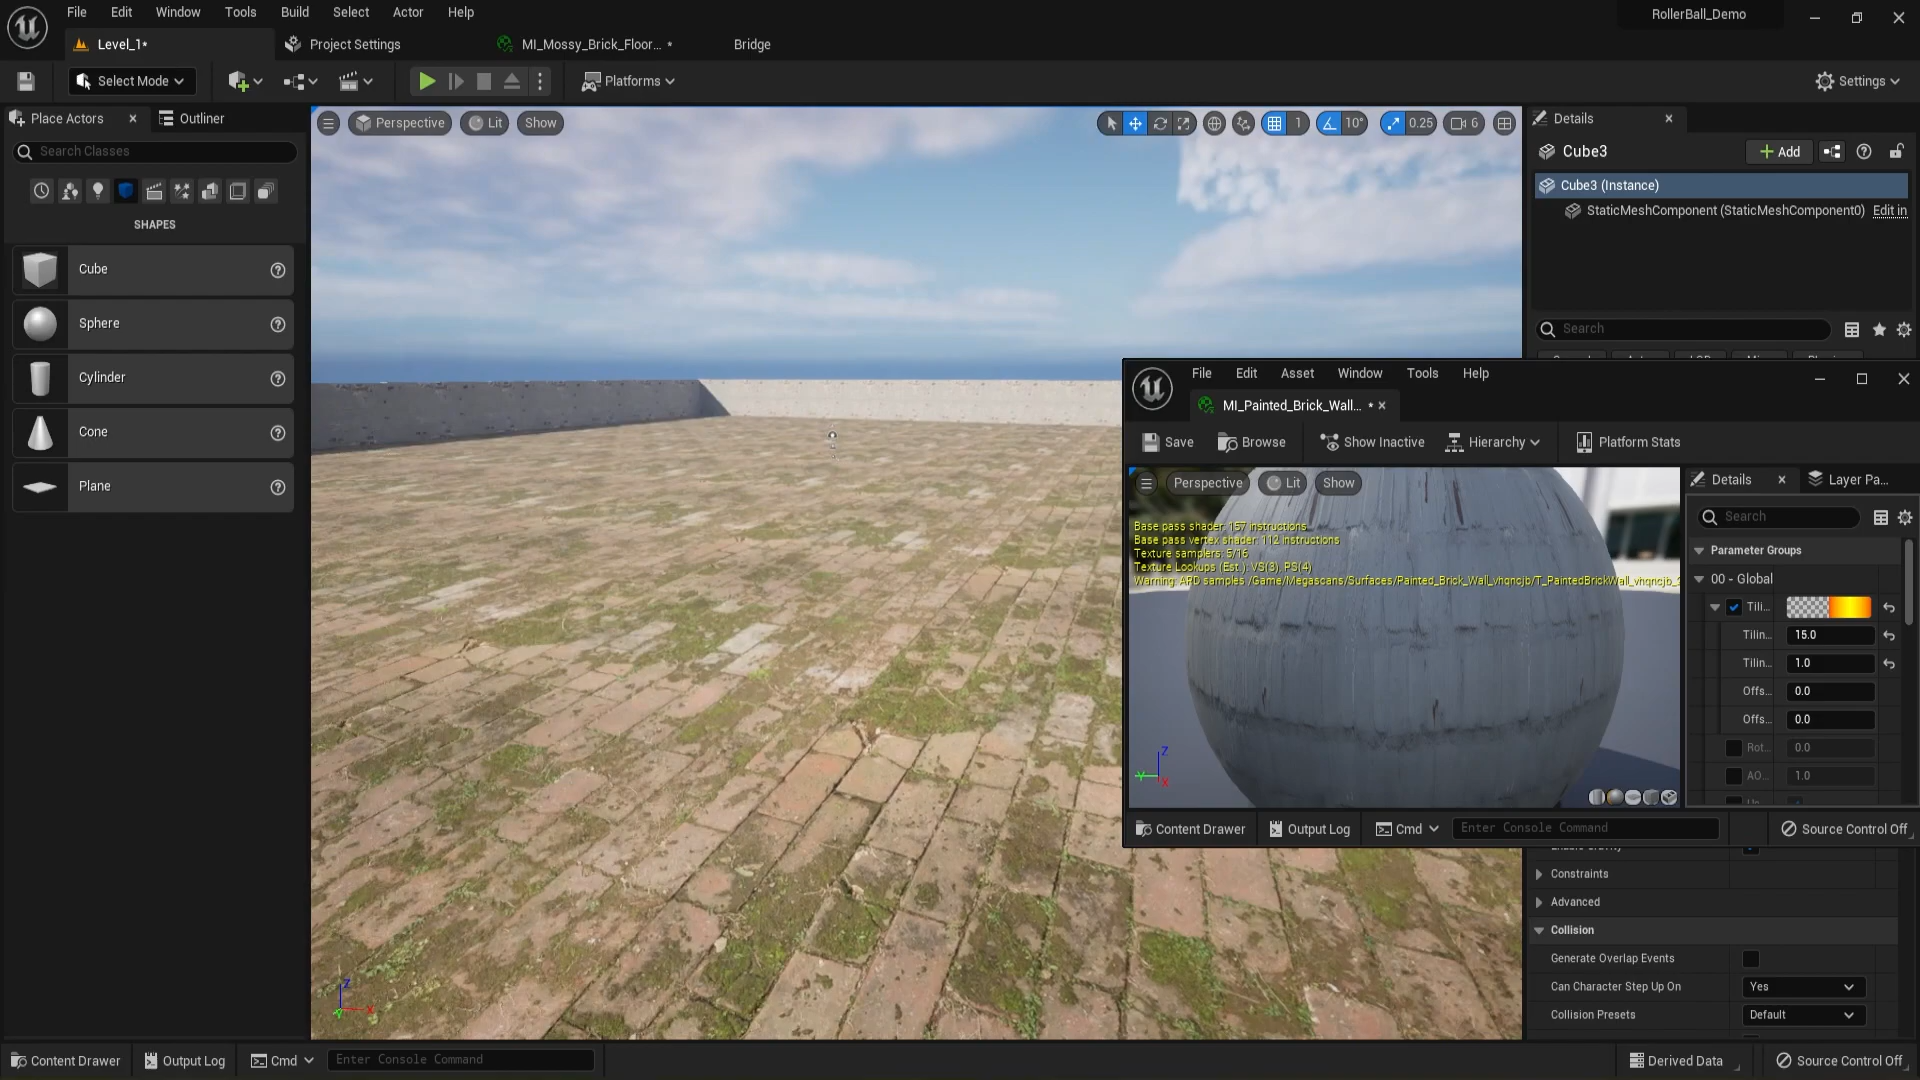 File Edit Window Tools Build Select Actor Help
RollerBall_Demo
Level_1*
Project Settings
MI_Mossy_Brick_Floor... *
Bridge
Select Mode
Platforms
Settings
Place Actors
Outliner
Search Classes
SHAPES
Cube
Sphere
Cylinder
Cone
Plane
Perspective
Lit
Show
1
10°
0.25
6
Details
Cube3
Add
Cube3 (Instance)
StaticMeshComponent (StaticMeshComponent0)
Edit in
Search
File Edit Asset Window Tools Help
MI_Painted_Brick_Wall... *
Save
Browse
Show Inactive
Hierarchy
Platform Stats
Perspective
Lit
Show
Base pass shader: 157 instructions
Base pass vertex shader: 112 instructions
Texture samplers: 5/16
Texture Lookups (Est.): VS(3), PS(4)
Warning: ARD samples /Game/Megascans/Surfaces/Painted_Brick_Wall_vhqncjb/T_PaintedBrickWall_vhqncjb_
Z
Y
X
Details
Layer Pa...
Search
Parameter Groups
00 - Global
Tili...
Tilin... 15.0
Tilin... 1.0
Offs... 0.0
Offs... 0.0
Rot... 0.0
AO... 1.0
Content Drawer
Output Log
Cmd
Enter Console Command
Source Control Off
Constraints
Advanced
Collision
Generate Overlap Events
Can Character Step Up On Yes
Collision Presets Default
Z
X
Y
Content Drawer
Output Log
Cmd
Enter Console Command
Derived Data
Source Control Off